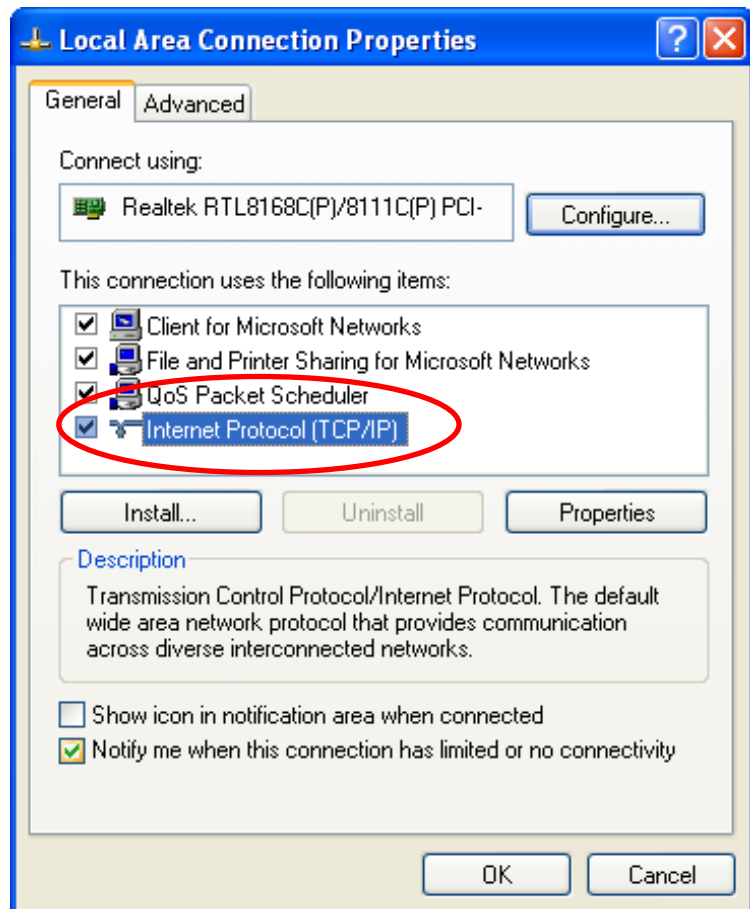 Local Area Connection Properties
General
Advanced
Connect using:
Realtek RTL8168C(P)/8111C(P) PCI-
Configure...
This connection uses the following items:
Client for Microsoft Networks
File and Printer Sharing for Microsoft Networks
QoS Packet Scheduler
Internet Protocol (TCP/IP)
Install...
Uninstall
Properties
Description
Transmission Control Protocol/Internet Protocol. The default
wide area network protocol that provides communication
across diverse interconnected networks.
Show icon in notification area when connected
Notify me when this connection has limited or no connectivity
OK
Cancel